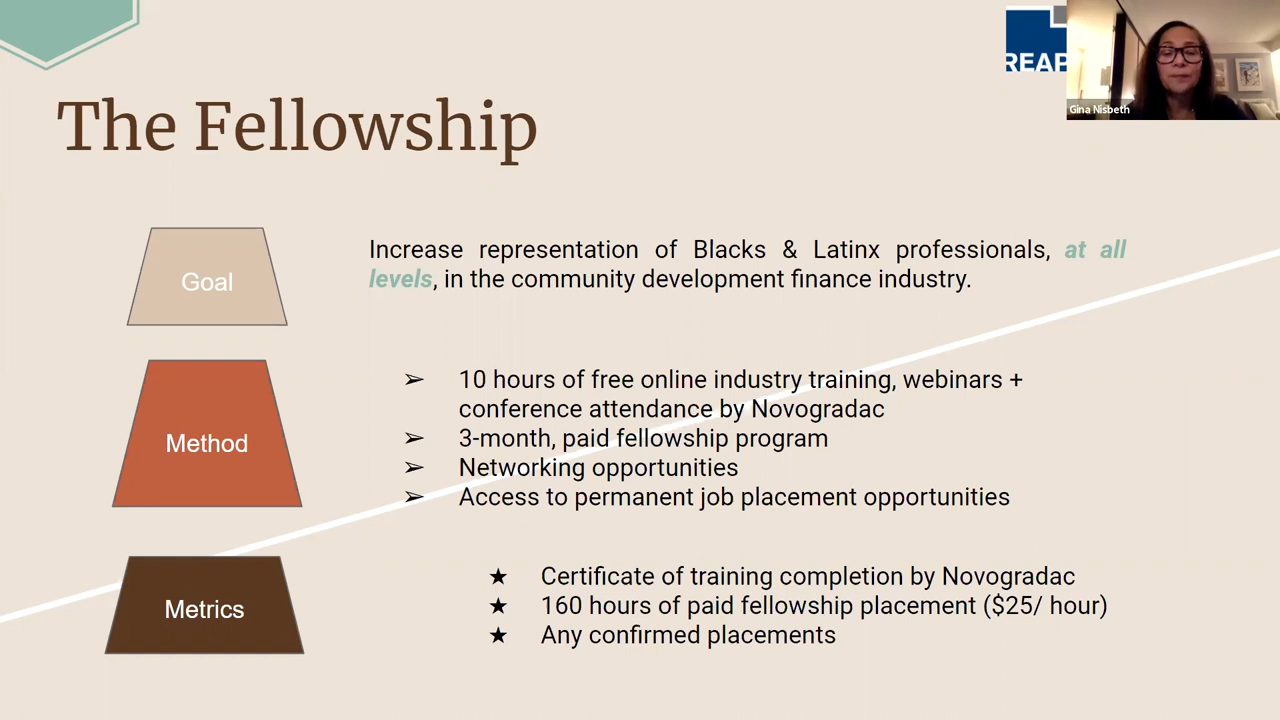 REAP
Gina Nisbeth
The Fellowship
Goal
Increase representation of Blacks & Latinx professionals, at all
levels, in the community development finance industry.
Method
➢ 10 hours of free online industry training, webinars +
conference attendance by Novogradac
➢ 3-month, paid fellowship program
➢ Networking opportunities
➢ Access to permanent job placement opportunities
Metrics
★ Certificate of training completion by Novogradac
★ 160 hours of paid fellowship placement ($25/ hour)
★ Any confirmed placements